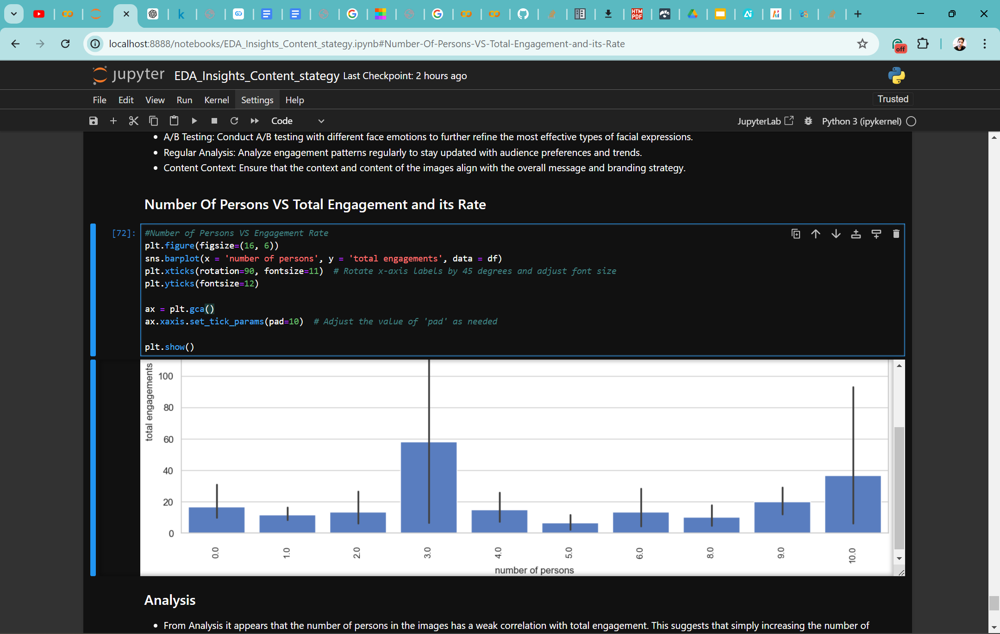 localhost:8888/notebooks/EDA_Insights_Content_stategy.ipynb#Number-Of-Persons-VS-Total-Engagement-and-its-Rate
off
jupyter EDA_Insights_Content_stategy Last Checkpoint: 2 hours ago
File Edit View Run Kernel Settings Help
Trusted
Code
JupyterLab
Python 3 (ipykernel)
A/B Testing: Conduct A/B testing with different face emotions to further refine the most effective types of facial expressions.
Regular Analysis: Analyze engagement patterns regularly to stay updated with audience preferences and trends.
Content Context: Ensure that the context and content of the images align with the overall message and branding strategy.
Number Of Persons VS Total Engagement and its Rate
[72]:
#Number of Persons VS Engagement Rate
plt.figure(figsize=(16, 6))
sns.barplot(x = 'number of persons', y = 'total engagements', data = df)
plt.xticks(rotation=90, fontsize=11)  # Rotate x-axis labels by 45 degrees and adjust font size
plt.yticks(fontsize=12)
ax = plt.gca()
ax.xaxis.set_tick_params(pad=10)  # Adjust the value of 'pad' as needed
plt.show()
total engagements
100
80
60
40
20
0
0.0 1.0 2.0 3.0 4.0 5.0 6.0 8.0 9.0 10.0
number of persons
Analysis
From Analysis it appears that the number of persons in the images has a weak correlation with total engagement. This suggests that simply increasing the number of